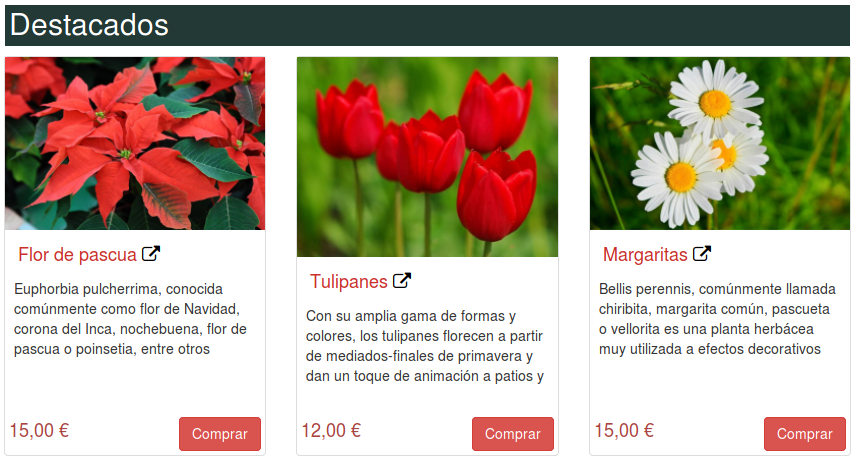 Destacados
Flor de pascua
Euphorbia pulcherrima, conocida
comúnmente como flor de Navidad,
corona del Inca, nochebuena, flor de
pascua o poinsetia, entre otros
15,00 €
Comprar
Tulipanes
Con su amplia gama de formas y
colores, los tulipanes florecen a partir
de mediados-finales de primavera y
dan un toque de animación a patios y
12,00 €
Comprar
Margaritas
Bellis perennis, comúnmente llamada
chiribita, margarita común, pascueta
o vellorita es una planta herbácea
muy utilizada a efectos decorativos
15,00 €
Comprar